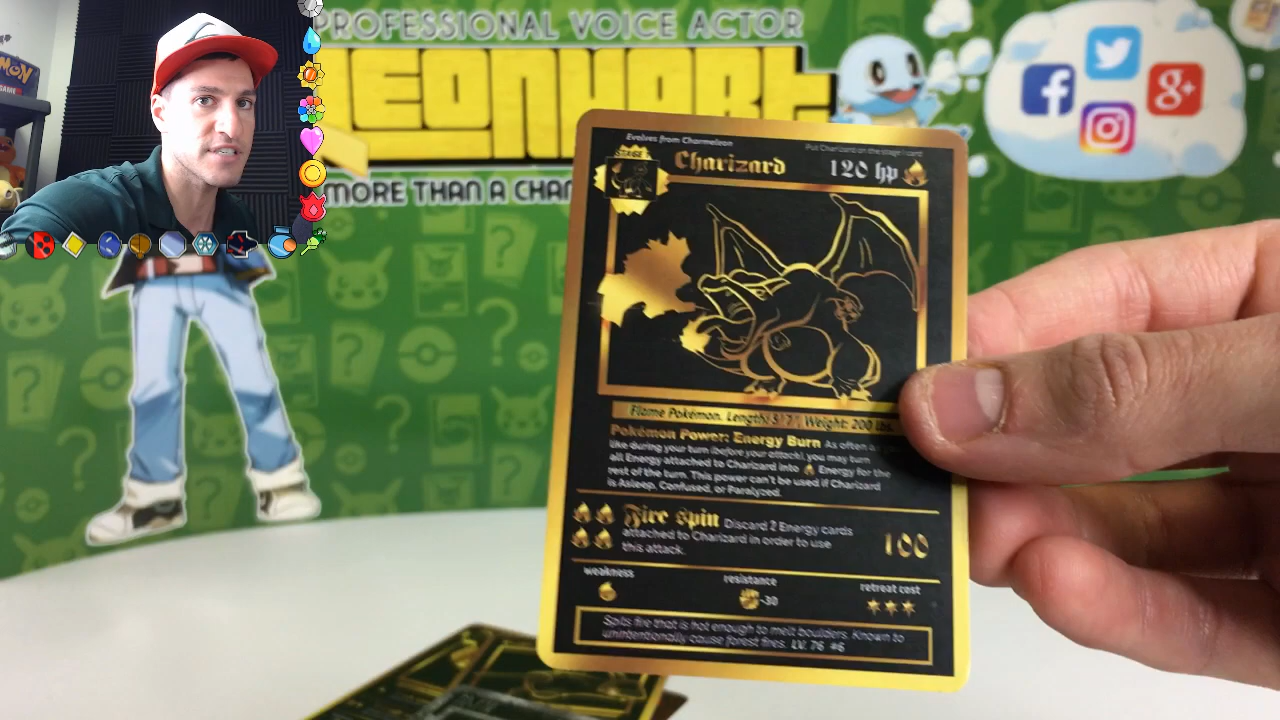 PROFESSIONAL VOICE ACTOR
MORE THAN A CHAN
Evolves from Charmeleon
Put Charizard on the stage 1 card
STAGE
Charizard
120 hp
Flame Pokémon. Length: 5' 7", Weight: 200 lbs.
Pokémon Power: Energy Burn As often
like during your turn (before your attack), you may turn
all Energy attached to Charizard into Energy for the
rest of the turn. This power can't be used if Charizard
is Asleep, Confused, or Paralyzed.
Fire spin Discard 2 Energy cards
attached to Charizard in order to use
this attack.
100
weakness
resistance
retreat cost
-30
Spits fire that is hot enough to melt boulders. Known to
unintentionally cause forest fires. LV. 76 #6